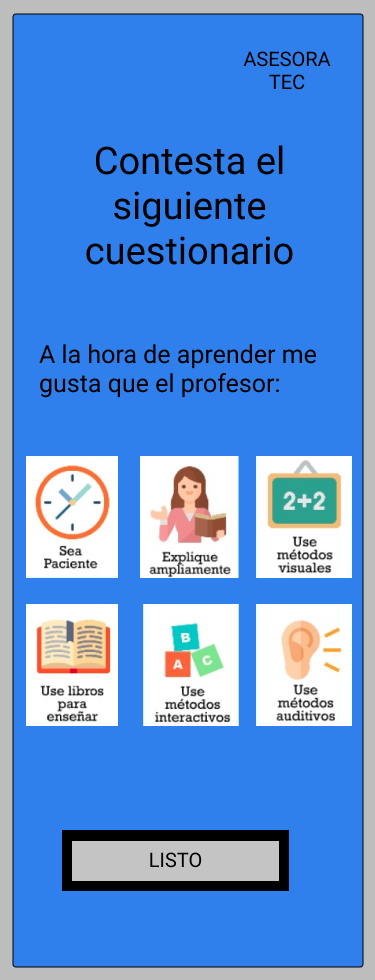 ASESORA
TEC
Contesta el
siguiente
cuestionario
A la hora de aprender me
gusta que el profesor:
Sea
Paciente
Explique
ampliamente
2+2
Use
métodos
visuales
Use libros
para
enseñar
B
A C
Use
métodos
interactivos
Use
métodos
auditivos
LISTO